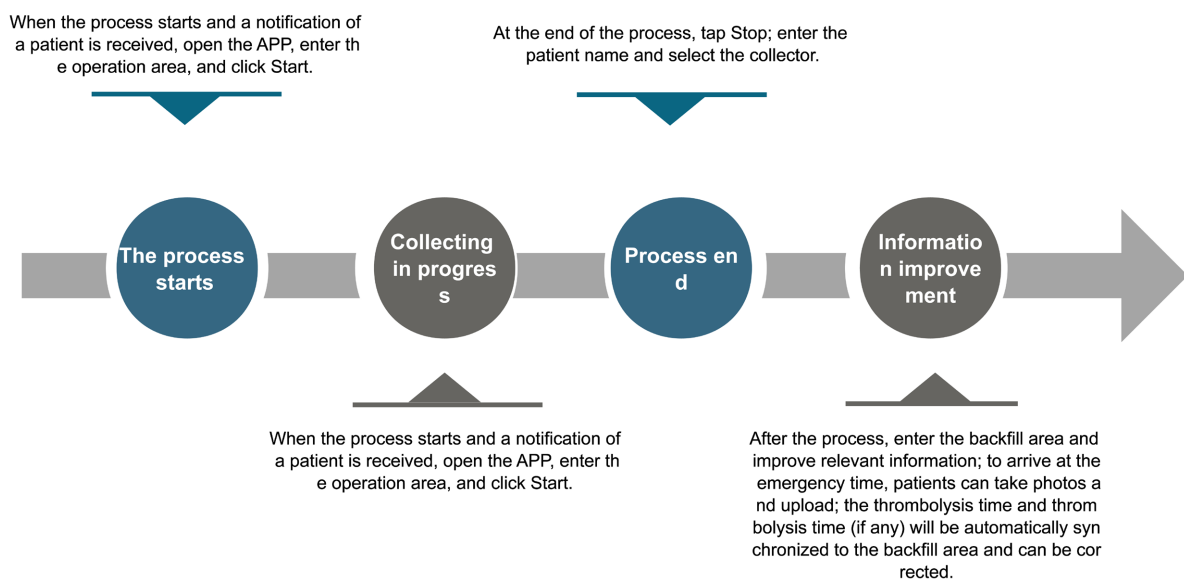 When the process starts and a notification of
a patient is received, open the APP, enter th
e operation area, and click Start.
At the end of the process, tap Stop; enter the
patient name and select the collector.
The process
starts
Collecting
in progres
s
Process en
d
Informatio
n improve
ment
When the process starts and a notification of
a patient is received, open the APP, enter th
e operation area, and click Start.
After the process, enter the backfill area and
improve relevant information; to arrive at the
emergency time, patients can take photos a
nd upload; the thrombolysis time and throm
bolysis time (if any) will be automatically syn
chronized to the backfill area and can be cor
rected.